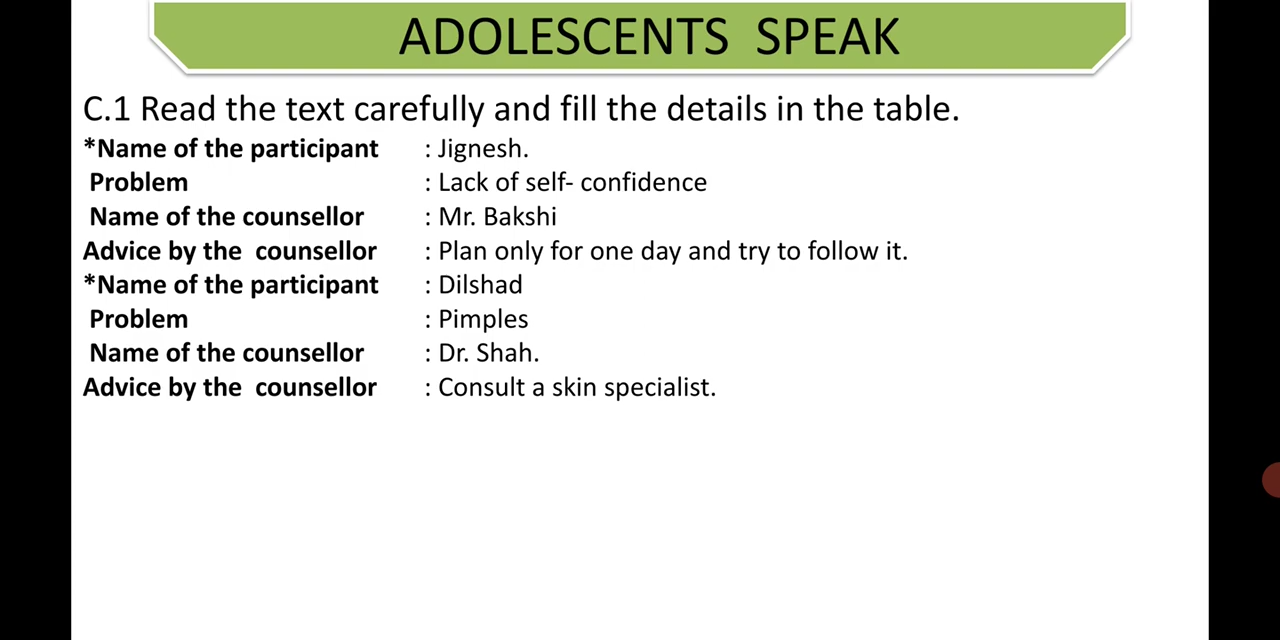 ADOLESCENTS SPEAK
C.1 Read the text carefully and fill the details in the table.
*Name of the participant : Jignesh.
Problem : Lack of self- confidence
Name of the counsellor : Mr. Bakshi
Advice by the counsellor : Plan only for one day and try to follow it.
*Name of the participant : Dilshad
Problem : Pimples
Name of the counsellor : Dr. Shah.
Advice by the counsellor : Consult a skin specialist.